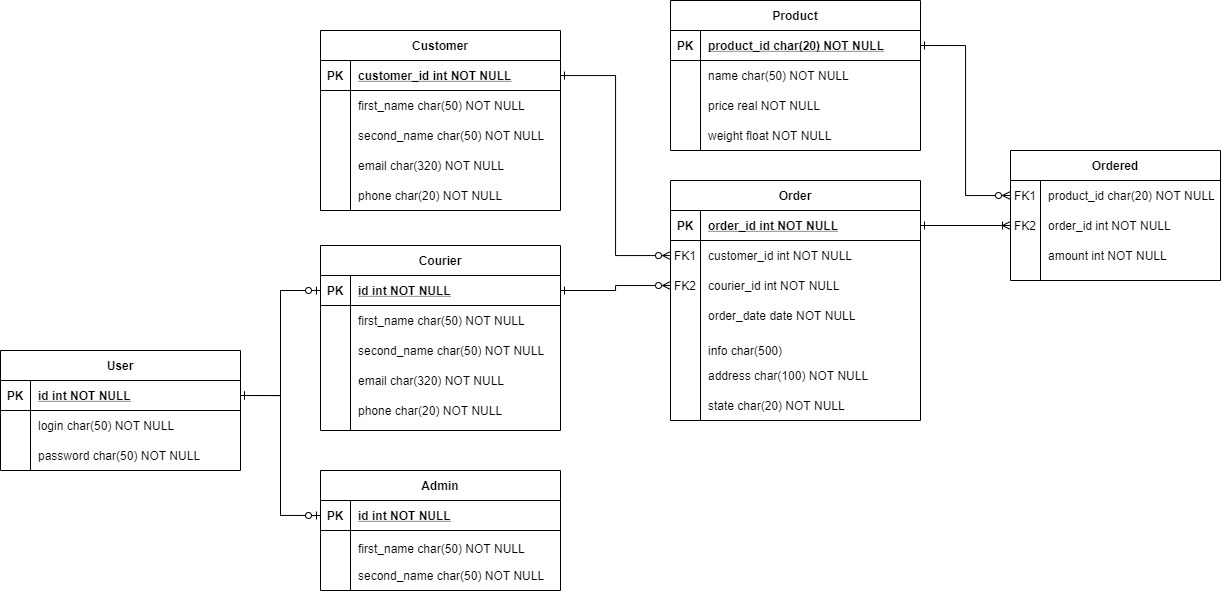 Product
PK product_id char(20) NOT NULL
name char(50) NOT NULL
price real NOT NULL
weight float NOT NULL
Customer
PK customer_id int NOT NULL
first_name char(50) NOT NULL
second_name char(50) NOT NULL
email char(320) NOT NULL
phone char(20) NOT NULL
Ordered
FK1 product_id char(20) NOT NULL
FK2 order_id int NOT NULL
amount int NOT NULL
Order
PK order_id int NOT NULL
FK1 customer_id int NOT NULL
FK2 courier_id int NOT NULL
order_date date NOT NULL
info char(500)
address char(100) NOT NULL
state char(20) NOT NULL
Courier
PK id int NOT NULL
first_name char(50) NOT NULL
second_name char(50) NOT NULL
email char(320) NOT NULL
phone char(20) NOT NULL
User
PK id int NOT NULL
login char(50) NOT NULL
password char(50) NOT NULL
Admin
PK id int NOT NULL
first_name char(50) NOT NULL
second_name char(50) NOT NULL